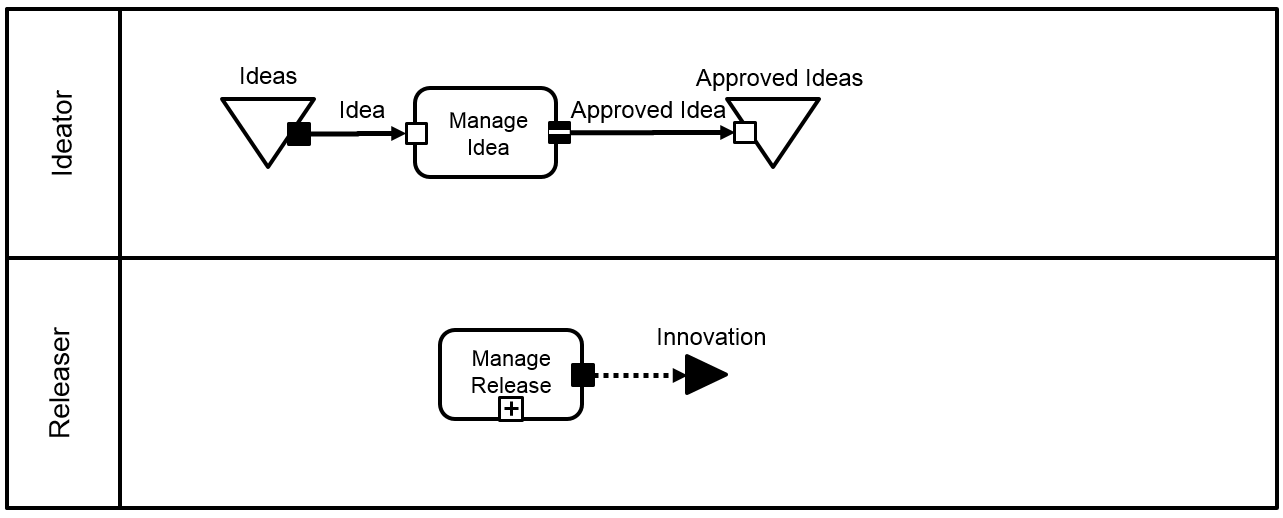 Ideator
Ideas
Idea
Manage
Idea
Approved Idea
Approved Ideas
Releaser
Manage
Release
Innovation